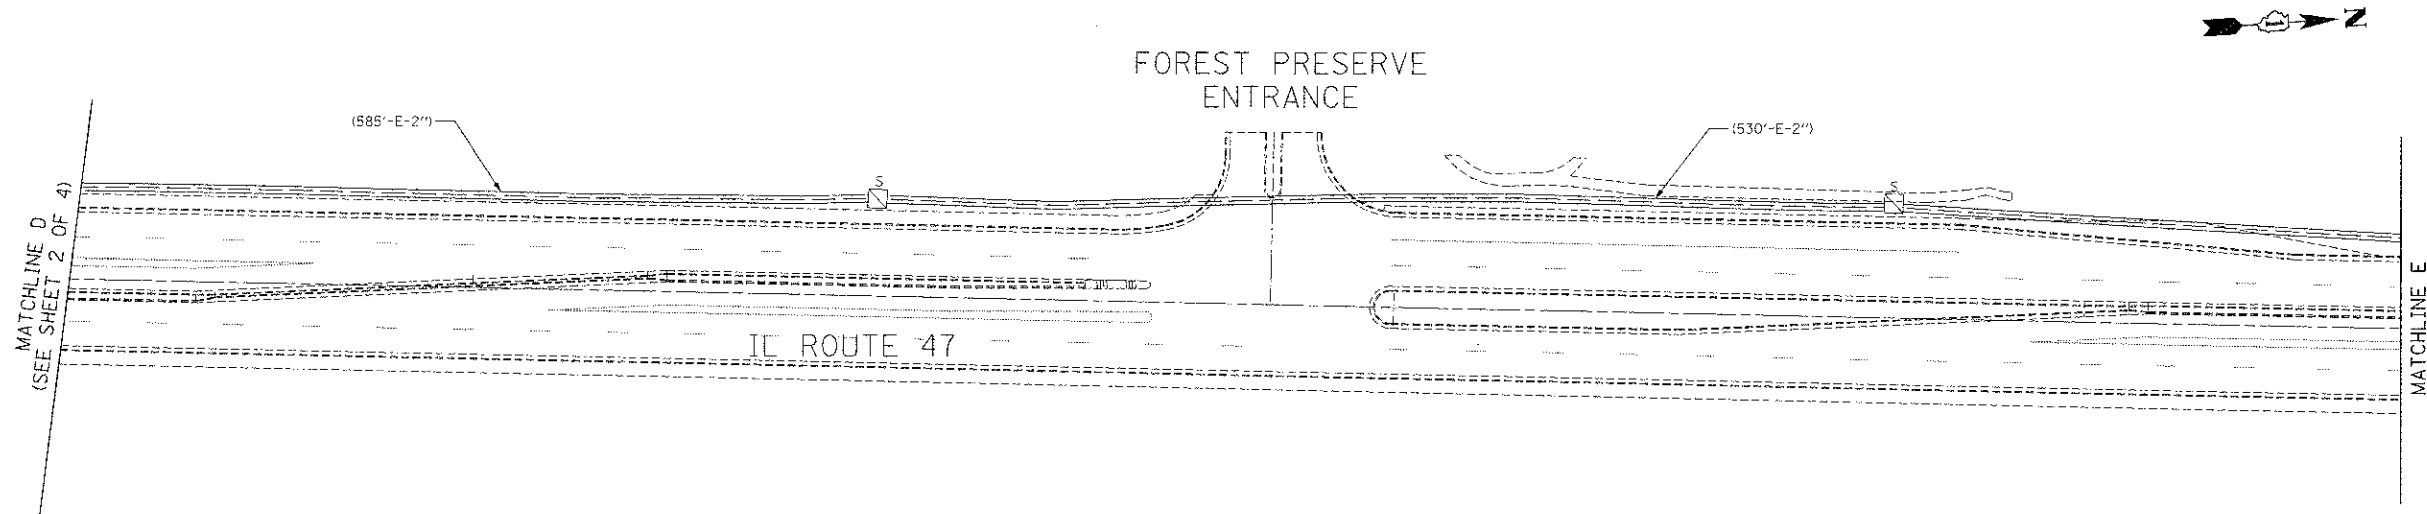 N
FOREST PRESERVE
ENTRANCE
(585'-E-2")
(530'-E-2")
S
S
MATCHLINE D
(SEE SHEET 2 OF 4)
IL ROUTE 47
MATCHLINE E